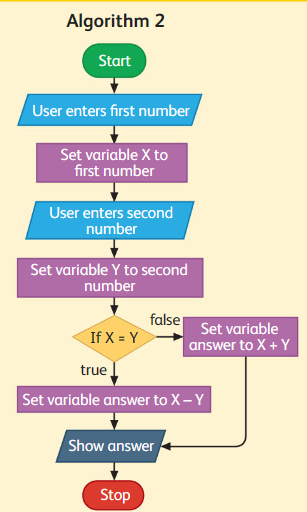 Algorithm 2
Start
User enters first number
Set variable X to
first number
User enters second
number
Set variable Y to second
number
If X = Y
false
Set variable
answer to X + Y
true
Set variable answer to X – Y
Show answer
Stop